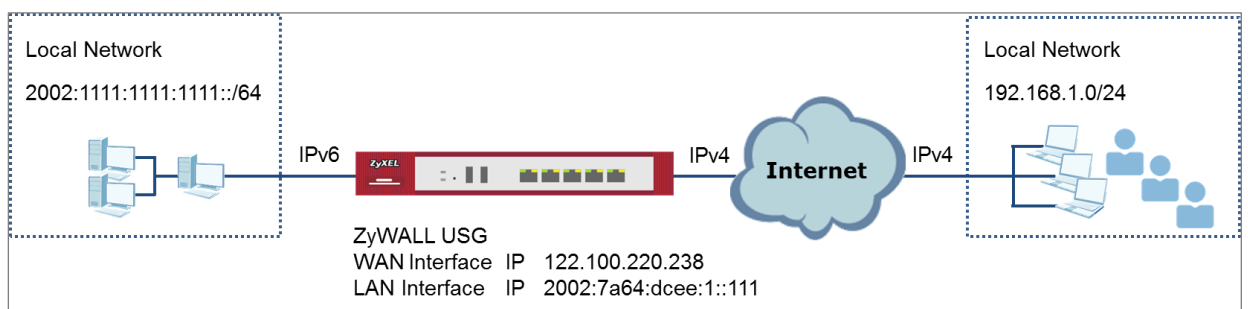 Local Network
2002:1111:1111:1111::/64
IPv6
ZyXEL
IPv4
Internet
IPv4
Local Network
192.168.1.0/24
ZyWALL USG
WAN Interface IP 122.100.220.238
LAN Interface IP 2002:7a64:dcee:1::111